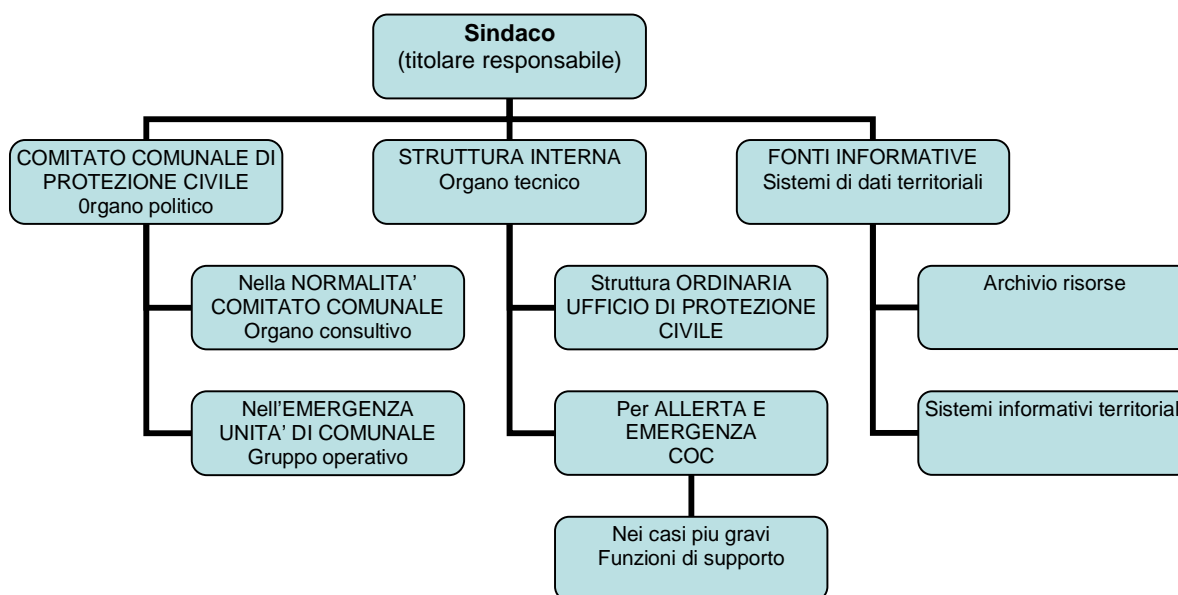 Sindaco
(titolare responsabile)
COMITATO COMUNALE DI
PROTEZIONE CIVILE
0rgano politico
STRUTTURA INTERNA
Organo tecnico
FONTI INFORMATIVE
Sistemi di dati territoriali
Nella NORMALITA'
COMITATO COMUNALE
Organo consultivo
Struttura ORDINARIA
UFFICIO DI PROTEZIONE
CIVILE
Archivio risorse
Nell'EMERGENZA
UNITA' DI COMUNALE
Gruppo operativo
Per ALLERTA E
EMERGENZA
COC
Sistemi informativi territorial
Nei casi piu gravi
Funzioni di supporto